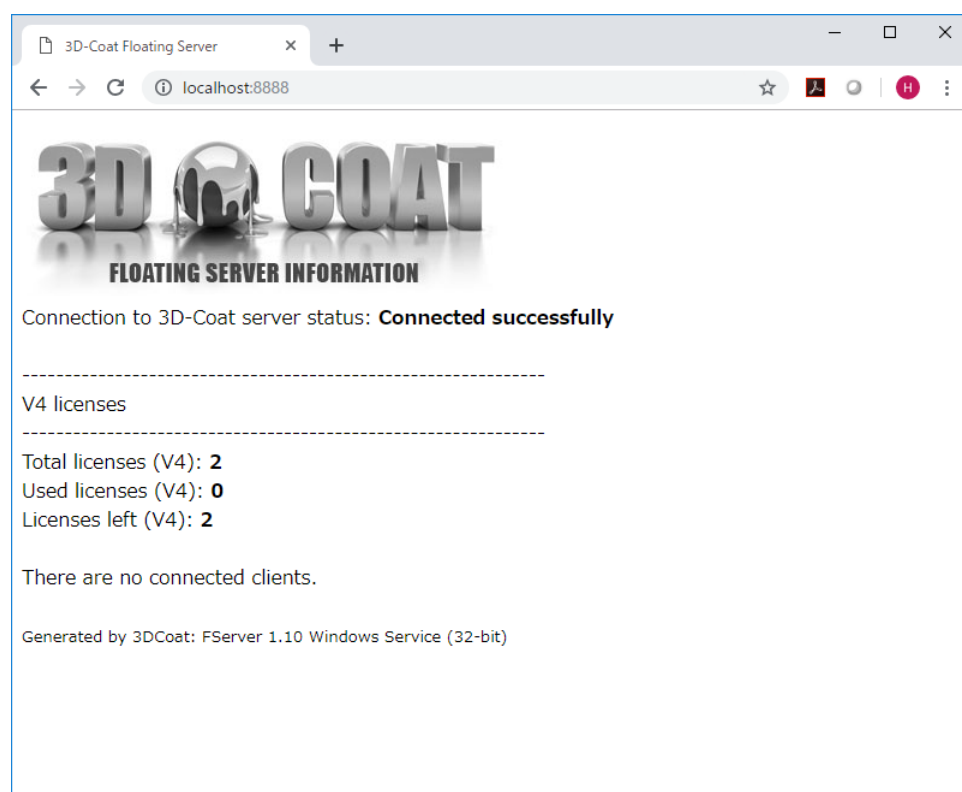 3D-Coat Floating Server
localhost:8888
H
3D COAT
FLOATING SERVER INFORMATION
Connection to 3D-Coat server status: Connected successfully
-------------------------------------------------------------
V4 licenses
-------------------------------------------------------------
Total licenses (V4): 2
Used licenses (V4): 0
Licenses left (V4): 2
There are no connected clients.
Generated by 3DCoat: FServer 1.10 Windows Service (32-bit)